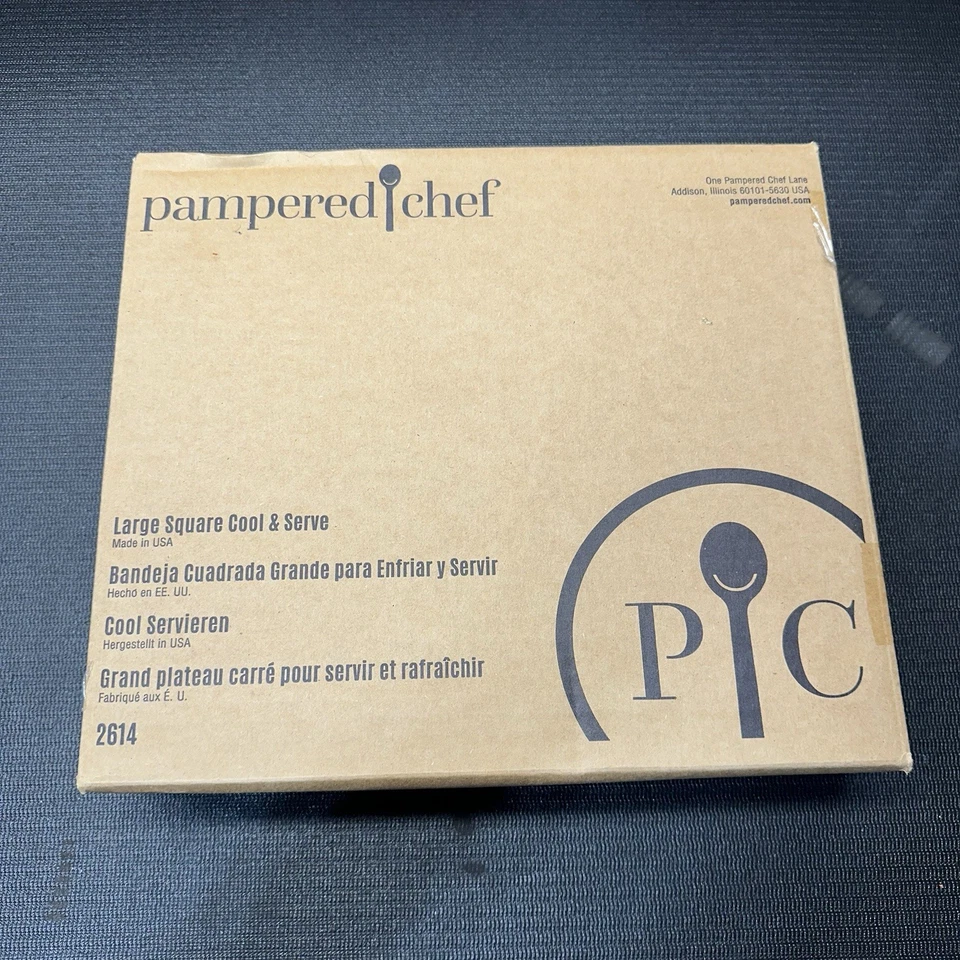 pampered chef
One Pampered Chef Lane
Addison, Illinois 60101-5630 USA
pamperedchef.com
Large Square Cool & Serve
Made in USA
Bandeja Cuadrada Grande para Enfriar y Servir
Hecho en EE. UU.
Cool Servieren
Hergestellt in USA
Grand plateau carré pour servir et rafraîchir
Fabriqué aux É. U.
2614
P C